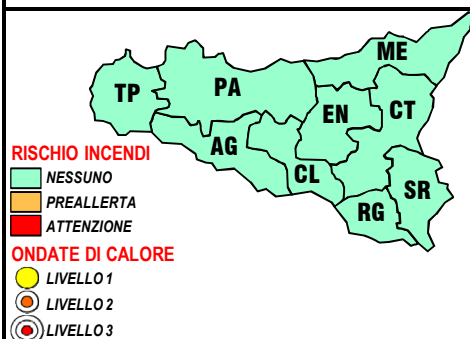 ME
TP
PA
EN
CT
AG
CL
SR
RG
RISCHIO INCENDI
NESSUNO
PREALLERTA
ATTENZIONE
ONDATE DI CALORE
LIVELLO 1
LIVELLO 2
LIVELLO 3